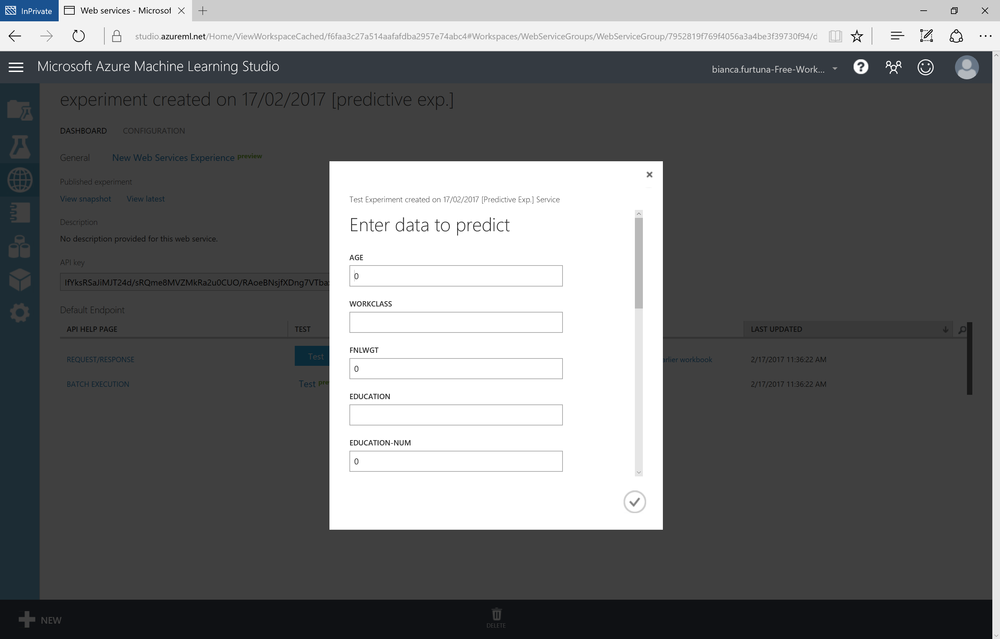 InPrivate
Web services - Microsof
studio.azureml.net/Home/ViewWorkspaceCached/f6faa3c27a514aafafdba2957e74abc4#Workspaces/WebServiceGroups/WebServiceGroup/7952819f769f4056a3a4be3f39730f94/d
Microsoft Azure Machine Learning Studio
bianca.furtuna-Free-Work...
experiment created on 17/02/2017 [predictive exp.]
DASHBOARD CONFIGURATION
General New Web Services Experience preview
Published experiment
View snapshot View latest
Description
No description provided for this web service.
API key
IfYksRSaJiMJT24d/sRQme8MVZMkRa2u0CUO/RAoeBNsjfXDng7VTba
Default Endpoint
API HELP PAGE TEST LAST UPDATED
REQUEST/RESPONSE Test arlier workbook 2/17/2017 11:36:22 AM
BATCH EXECUTION Test pre 2/17/2017 11:36:22 AM
Test Experiment created on 17/02/2017 [Predictive Exp.] Service
Enter data to predict
AGE
0
WORKCLASS
FNLWGT
0
EDUCATION
EDUCATION-NUM
0
NEW
DELETE